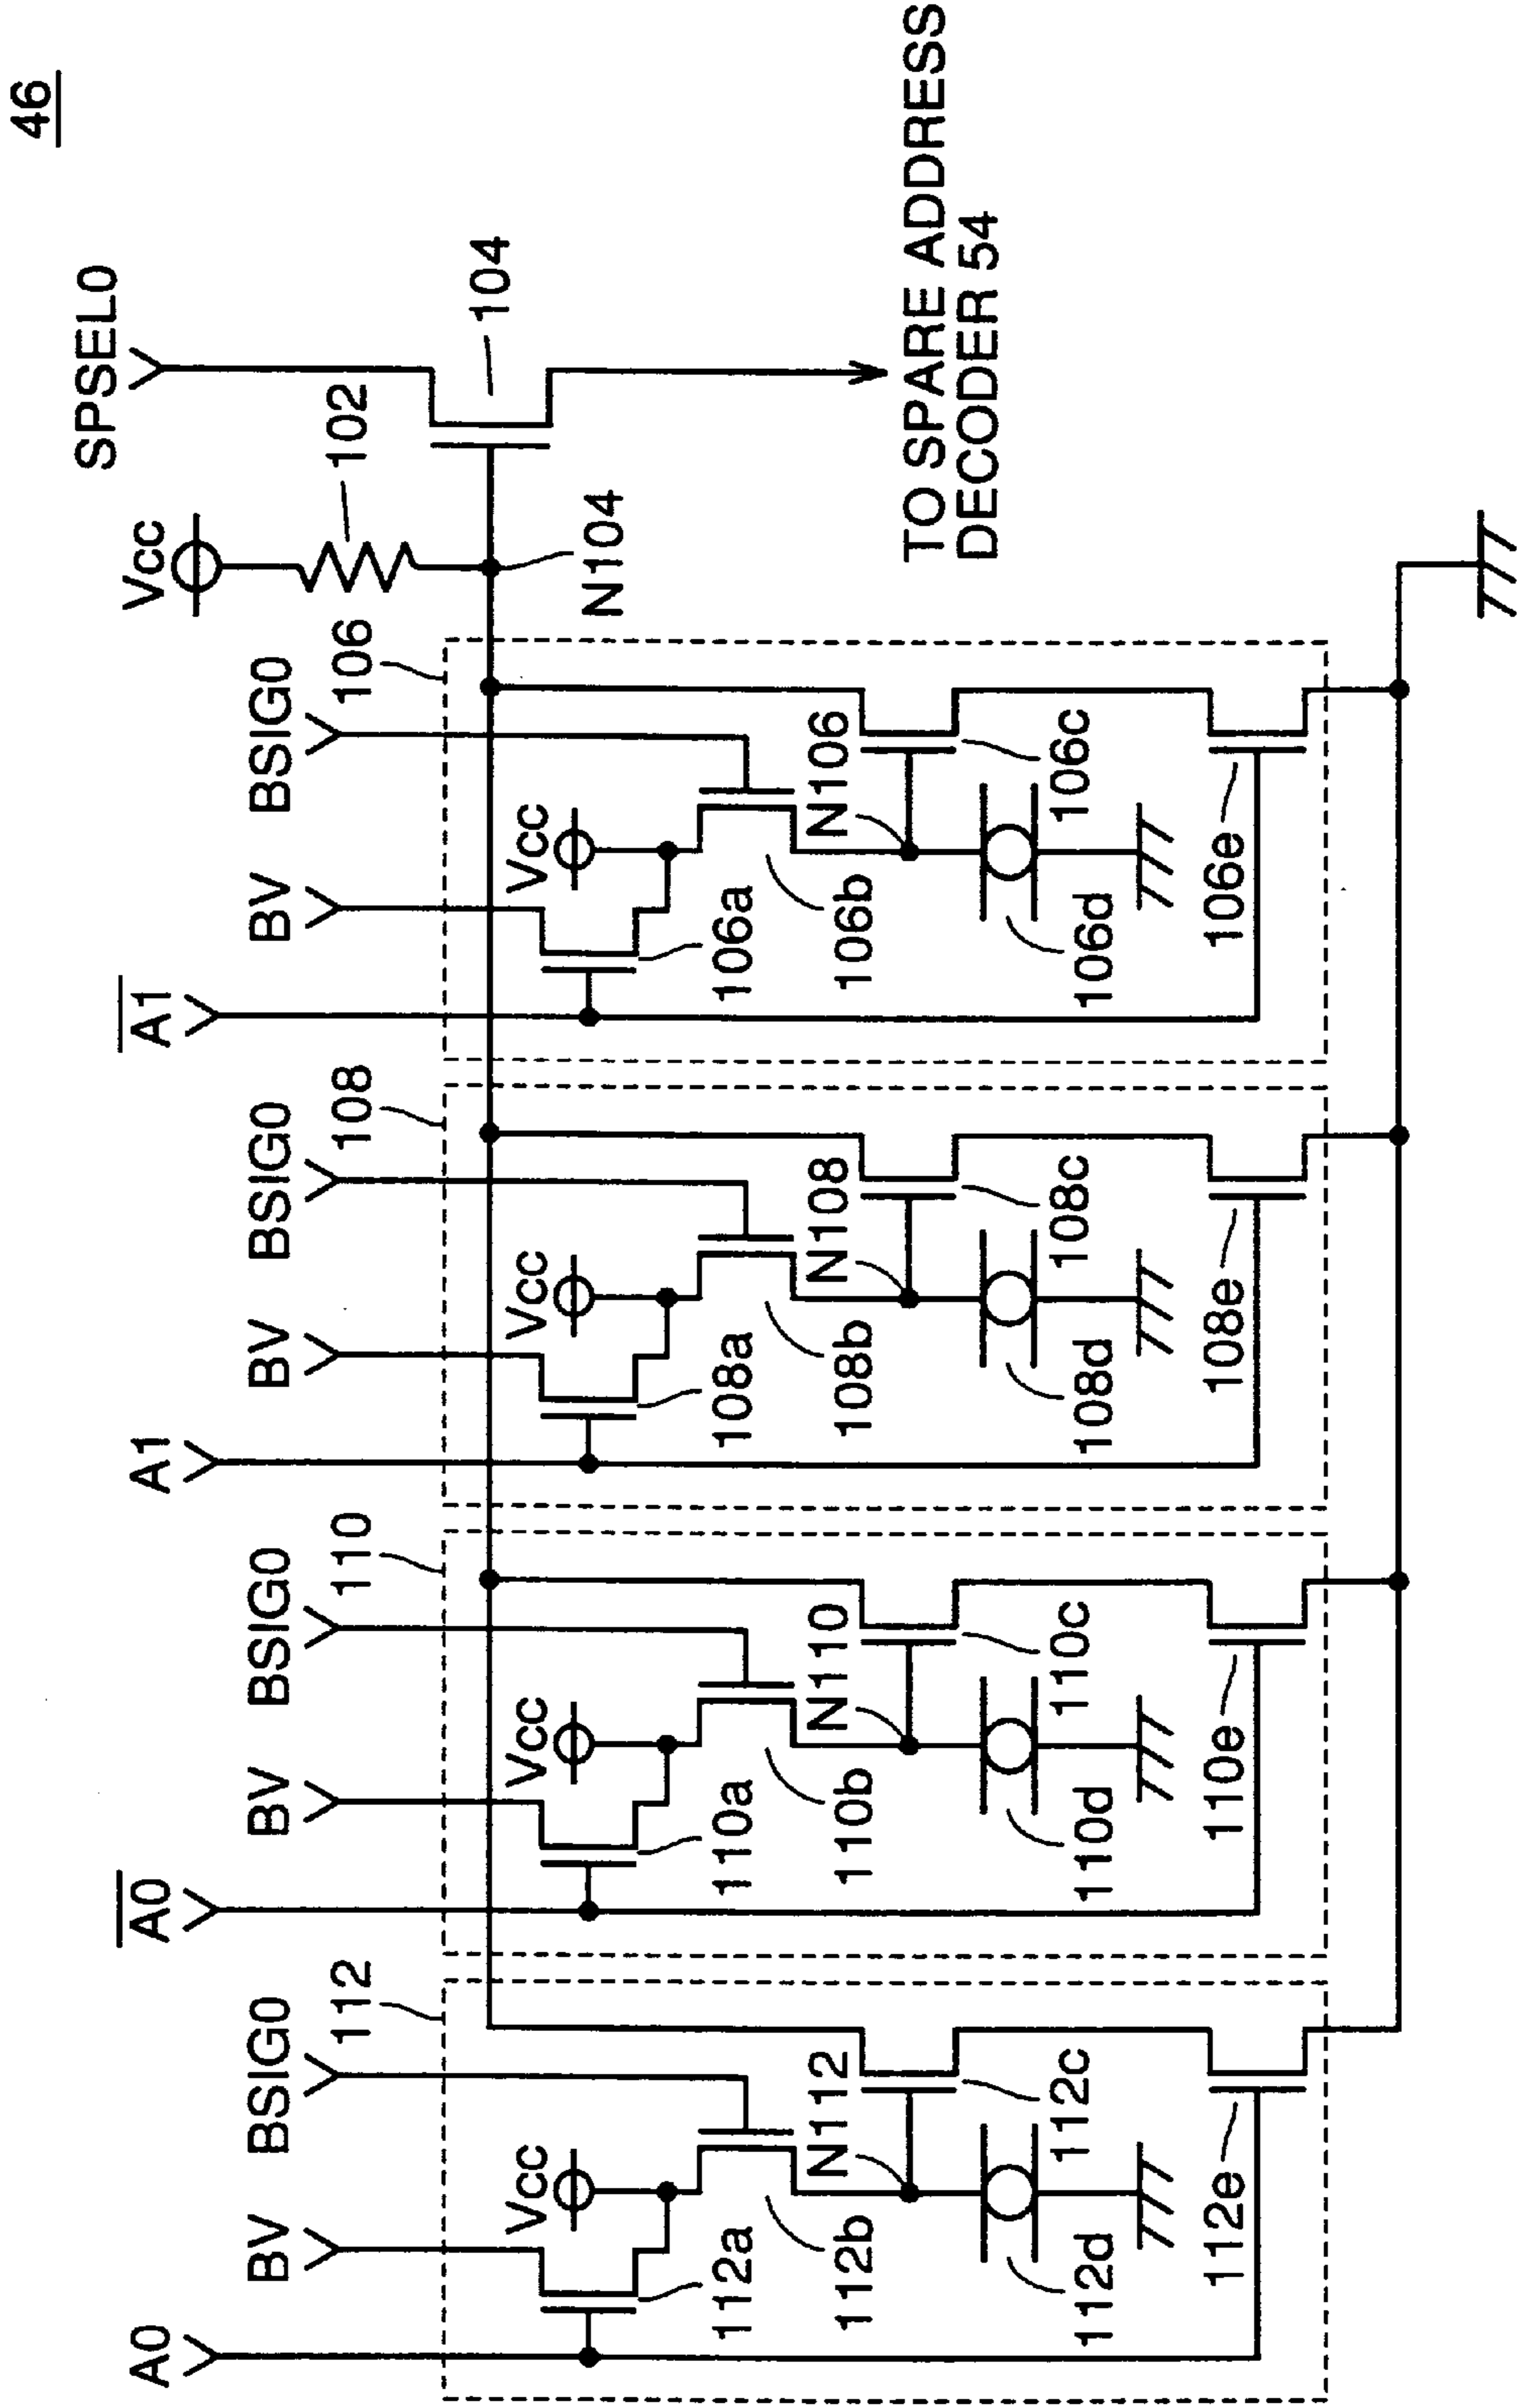 46
SPSEL0
Vcc
102
104
N104
TO SPARE ADDRESS
DECODER 54
A0
BV
BSIG0
112
Vcc
112a
112b
N112
112c
112d
112e
A0
BV
BSIG0
110
Vcc
110a
110b
N110
110c
110d
110e
A1
BV
BSIG0
108
Vcc
108a
108b
N108
108c
108d
108e
A1
BV
BSIG0
106
Vcc
106a
106b
N106
106c
106d
106e